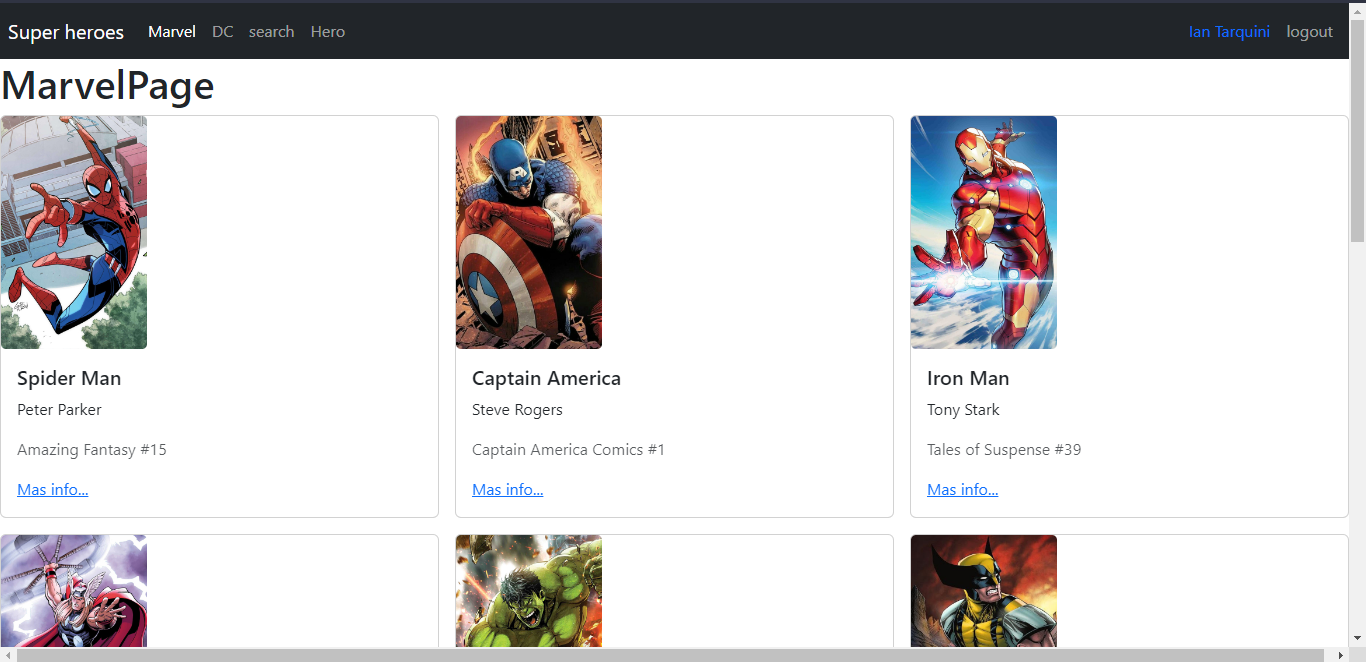 Super heroes Marvel DC search Hero Ian Tarquini logout
MarvelPage
Spider Man
Peter Parker
Amazing Fantasy #15
Mas info...
Captain America
Steve Rogers
Captain America Comics #1
Mas info...
Iron Man
Tony Stark
Tales of Suspense #39
Mas info...